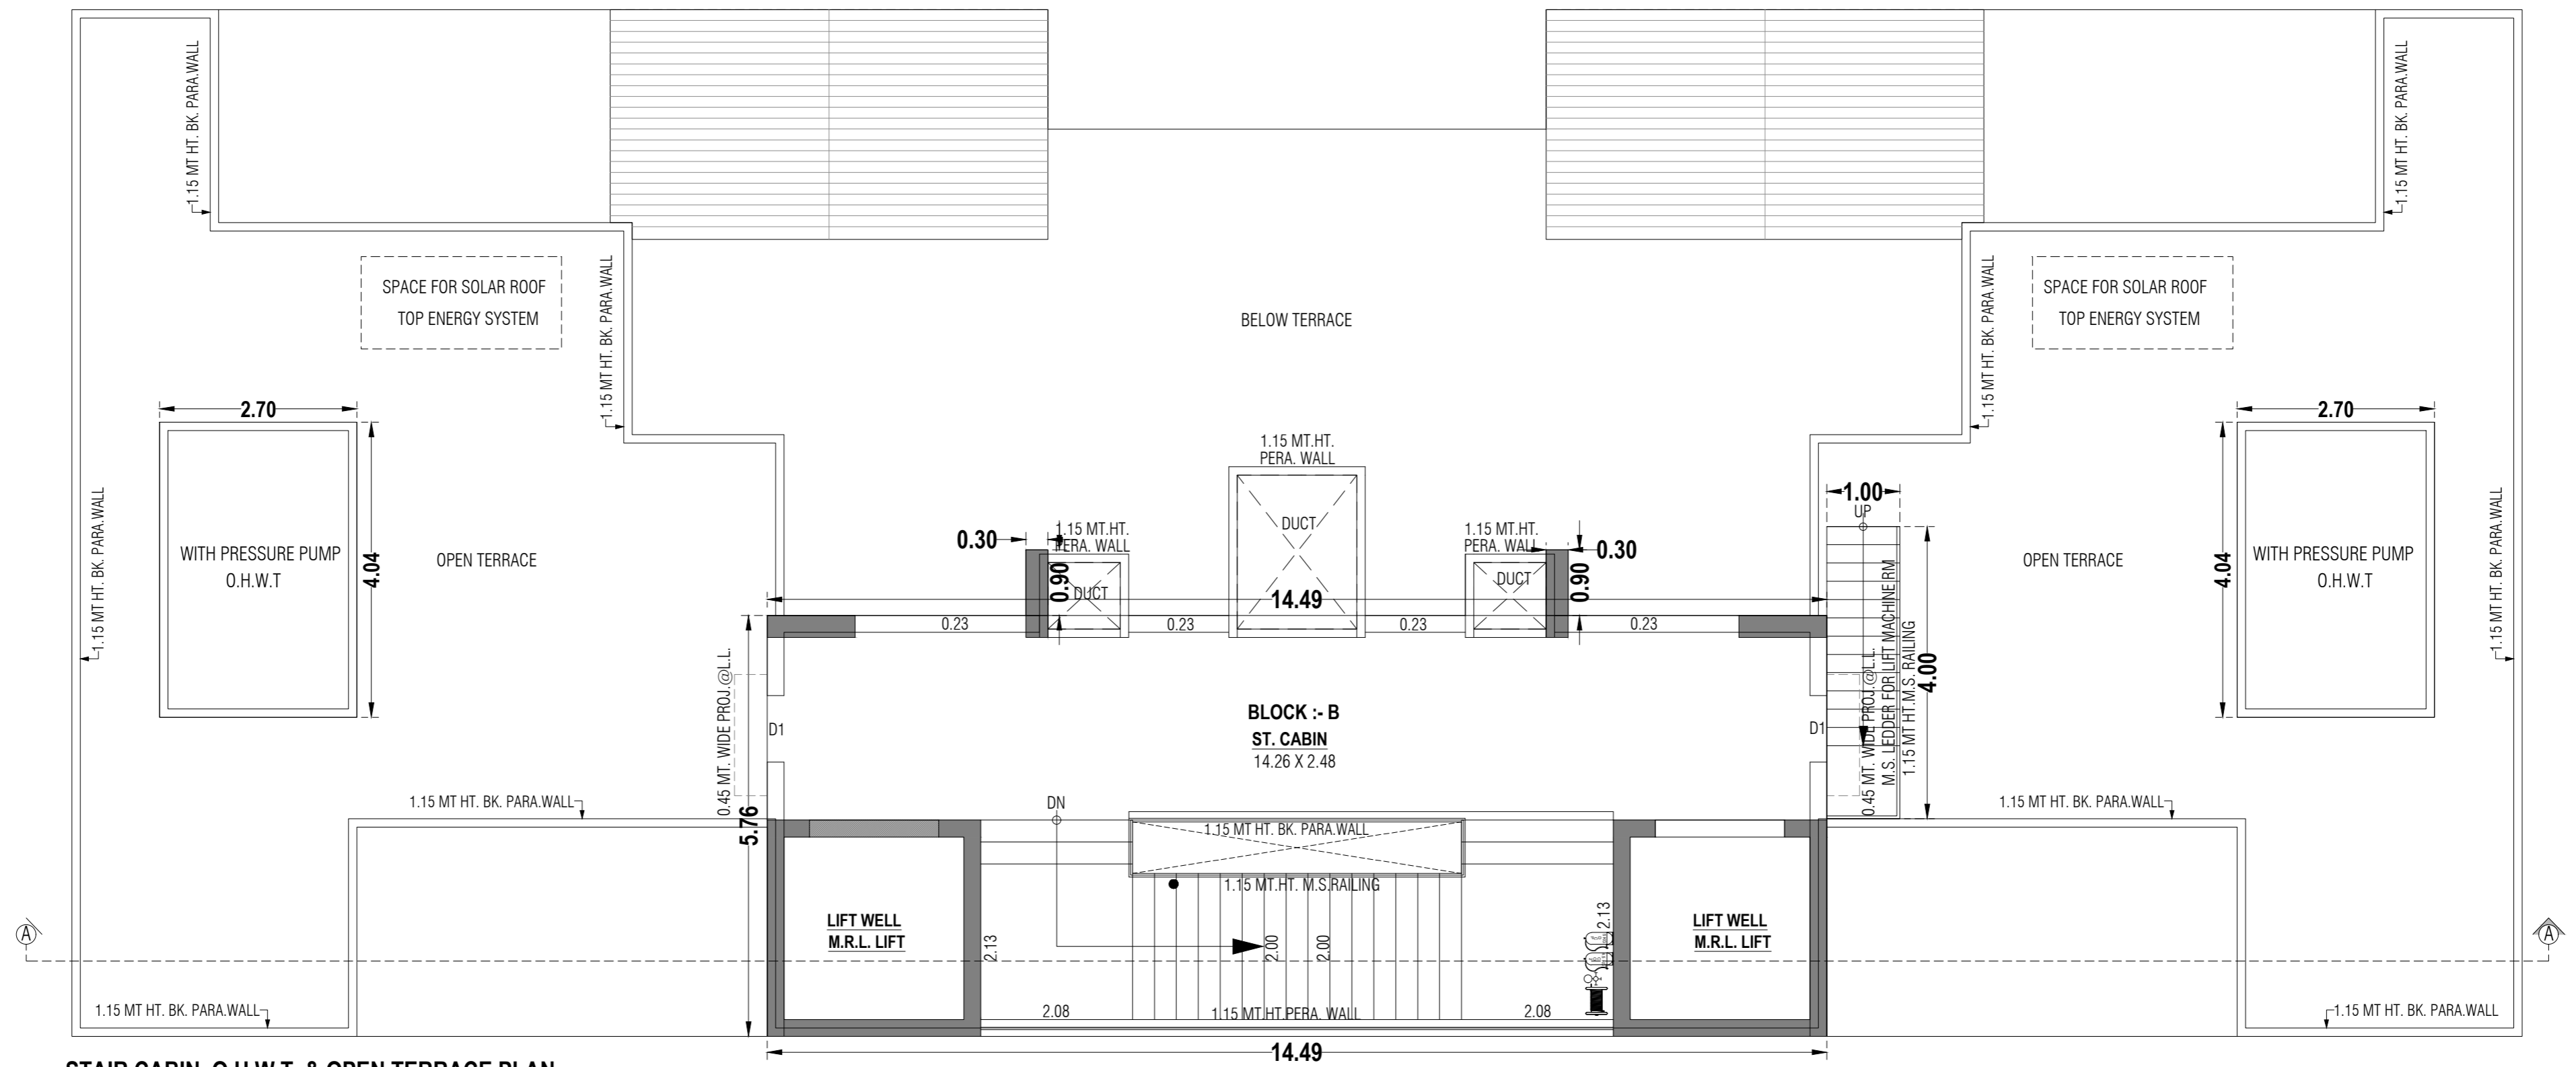 1.15 MT HT. BK. PARA.WALL
1.15 MT HT. BK. PARA.WALL
SPACE FOR SOLAR ROOF
TOP ENERGY SYSTEM
1.15 MT HT. BK. PARA.WALL
BELOW TERRACE
1.15 MT HT. BK. PARA.WALL
SPACE FOR SOLAR ROOF
TOP ENERGY SYSTEM
2.70
2.70
1.15 MT.HT.
PERA. WALL
1.15 MT HT. BK. PARA.WALL
WITH PRESSURE PUMP
O.H.W.T
4.04
OPEN TERRACE
0.30
1.15 MT.HT.
PERA. WALL
0.90
DUCT
DUCT
1.15 MT.HT.
PERA. WALL
DUCT
0.30
0.90
1.00
UP
OPEN TERRACE
4.04
WITH PRESSURE PUMP
O.H.W.T
1.15 MT HT. BK. PARA.WALL
14.49
0.23
0.23
0.23
0.23
0.45 MT. WIDE PROJ.@L.L.
D1
BLOCK :- B
ST. CABIN
14.26 X 2.48
D1
0.45 MT. WIDE PROJ.@L.L.
M.S. LEDDER FOR LIFT MACHINE RM
1.15 MT HT.M.S. RAILING
4.00
1.15 MT HT. BK. PARA.WALL
5.76
DN
1.15 MT HT. BK. PARA.WALL
1.15 MT HT. BK. PARA.WALL
1.15 MT.HT. M.S.RAILING
A
LIFT WELL
M.R.L. LIFT
2.13
2.00
2.00
2.13
LIFT WELL
M.R.L. LIFT
A
1.15 MT HT. BK. PARA.WALL
2.08
1.15 MT.HT.PERA. WALL
2.08
1.15 MT HT. BK. PARA.WALL
14.49
STAIR CABIN, O.H.W.T. & OPEN TERRACE PLAN